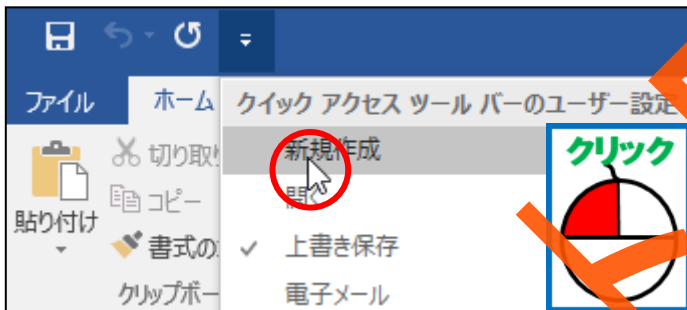 ファイル
ホーム
クイック アクセス ツール バーのユーザー設定
切り取り
新規作成
クリック
コピー
開く
貼り付け
書式の
上書き保存
クリップボー
電子メール